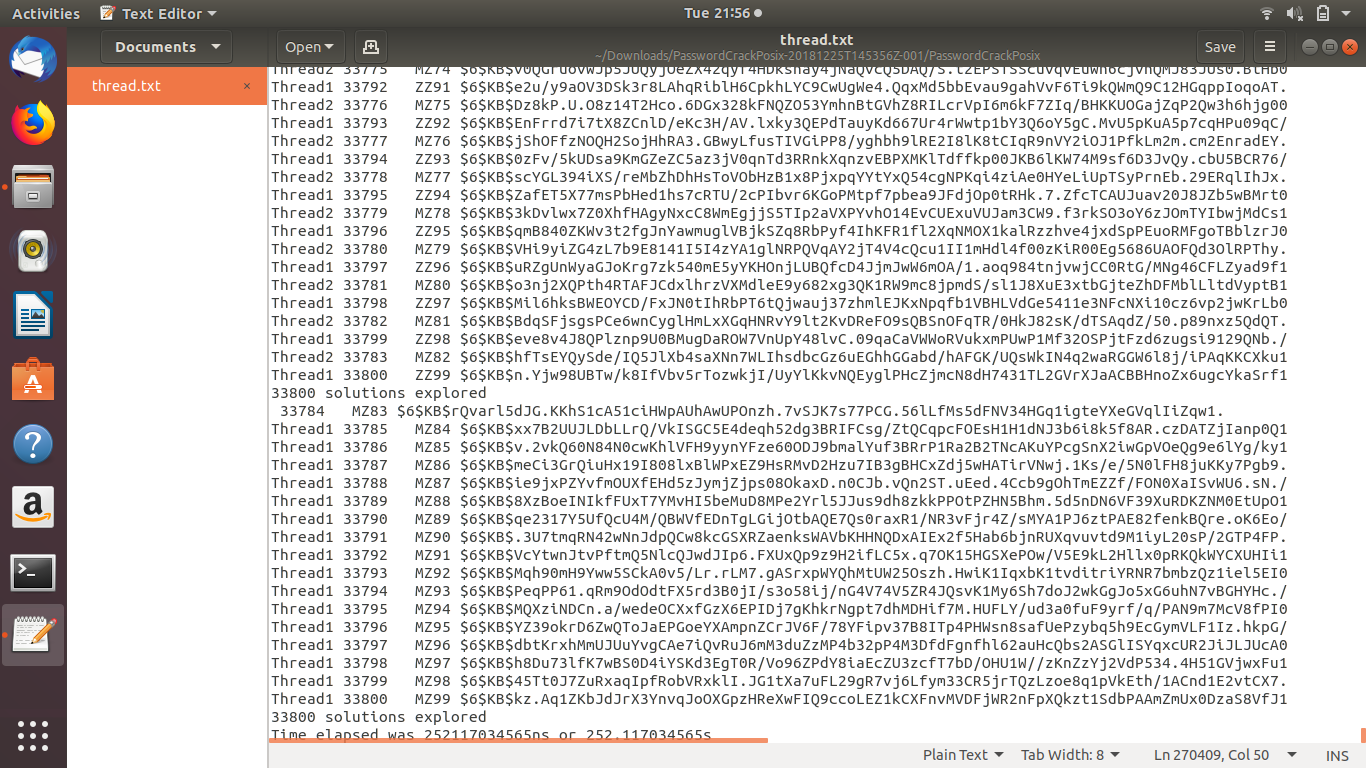 Activities
Text Editor
Tue 21:56
Documents
Open
thread.txt
~/Downloads/PasswordCrackPosix-20181225T145356Z-001/PasswordCrackPosix
Save
thread.txt
Thread2 33775 MZ74
Thread1 33792 ZZ91 $6$KB$e2u/y9aOV3DSk3r8LAhqRiblH6CpkhLYC9CwUgWe4.QqxMd5bbEvau9gahVvF6Ti9kQWmQ9C12HGqppIoqoAT.
Thread2 33776 MZ75 $6$KB$Dz8kP.U.O8z14T2Hco.6DGx328kFNQZO53YmhnBtGVhZ8RILcrVpI6m6kF7ZIq/BHKKUOGajZqP2Qw3h6hjg00
Thread1 33793 ZZ92 $6$KB$EnFrrd7i7tX8ZCnlD/eKc3H/AV.lxky3QEPdTauyKd667Ur4rWwtp1bY3Q6oY5gC.MvU5pKuA5p7cqHPu09qC/
Thread2 33777 MZ76 $6$KB$jShOFfzNOQH2SojHhRA3.GBwyLfusTIVGiPP8/yghbh9lRE2I8lK8tCIqR9nVY2iOJ1PfkLm2m.cm2EnradEY.
Thread1 33794 ZZ93 $6$KB$0zFv/5kUDsa9KmGZeZC5az3jV0qnTd3RRnkXqnzvEBPXMKlTdffkp00JKB6lKW74M9sf6D3JvQy.cbU5BCR76/
Thread2 33778 MZ77 $6$KB$scYGL394iXS/reMbZhDhHsToVObHzB1x8PjxpqYYtYxQ54cgNPKqi4ziAe0HYeLiUpTSyPrnEb.29ERqlIhJx.
Thread1 33795 ZZ94 $6$KB$ZafET5X77msPbHed1hs7cRTU/2cPIbvr6KGoPMtpf7pbea9JFdjOp0tRHk.7.ZfcTCAUJuav20J8JZb5wBMrt0
Thread2 33779 MZ78 $6$KB$3kDvlwx7Z0XhfHAgyNxcC8WmEgjjS5TIp2aVXPYvhO14EvCUExuVUJam3CW9.f3rkSO3oY6zJOmTYIbwjMdCs1
Thread1 33796 ZZ95 $6$KB$qmB840ZKWv3t2fgJnYawmuglVBjkSZq8RbPyf4IhKFR1fl2XqNMOX1kalRzzhve4jxdSpPEuoRMFgoTBblzrJ0
Thread2 33780 MZ79 $6$KB$VHi9yiZG4zL7b9E8141I5I4zYA1glNRPQVqAY2jT4V4cQcu1II1mHdl4f00zKiR00Eg5686UAOFQd3OlRPThy.
Thread1 33797 ZZ96 $6$KB$uRZgUnWyaGJoKrg7zk540mE5yYKHOnjLUBQfcD4JjmJwW6mOA/1.aoq984tnjvwjCC0RtG/MNg46CFLZyad9f1
Thread2 33781 MZ80 $6$KB$o3nj2XQPth4RTAFJCdxlhrzVXMdleE9y682xg3QK1RW9mc8jpmdS/sl1J8XuE3xtbGjteZhDFMblLltdVyptB1
Thread1 33798 ZZ97 $6$KB$Mil6hksBWEOYCD/FxJN0tIhRbPT6tQjwauj37zhmlEJKxNpqfb1VBHLVdGe5411e3NFcNXi10cz6vp2jwKrLb0
Thread2 33782 MZ81 $6$KB$BdqSFjsgsPCe6wnCyglHmLxXGqHNRvY9lt2KvDReFO9sQBSnOFqTR/0HkJ82sK/dTSAqdZ/50.p89nxz5QdQT.
Thread1 33799 ZZ98 $6$KB$eve8v4J8QPlznp9U0BMugDaROW7VnUpY48lvC.09qaCaVWWoRVukxmPUwP1Mf32OSPjtFzd6zugsi9129QNb./
Thread2 33783 MZ82 $6$KB$hfTsEYQySde/IQ5JlXb4saXNn7WLIhsdbcGz6uEGhhGGabd/hAFGK/UQsWkIN4q2waRGGW6l8j/iPAqKKCXku1
Thread1 33800 ZZ99 $6$KB$n.Yjw98UBTw/k8IfVbv5rTozwkjI/UyYlKkvNQEyglPHcZjmcN8dH7431TL2GVrXJaACBBHnoZx6ugcYkaSrf1
33800 solutions explored
33784 MZ83 $6$KB$rQvarl5dJG.KKhS1cA51ciHWpAUhAwUPOnzh.7vSJK7s77PCG.56lLfMs5dFNV34HGq1igteYXeGVqlIiZqw1.
Thread1 33785 MZ84 $6$KB$xx7B2UUJLDbLLrQ/VkISGC5E4deqh52dg3BRIFCsg/ZtQCqpcFOEsH1H1dNJ3b6i8k5f8AR.czDATZjIanp0Q1
Thread1 33786 MZ85 $6$KB$v.2vkQ60N84N0cwKhlVFH9yynYFze60ODJ9bmalYuf3BRrP1Ra2B2TNcAKuYPcgSnX2iwGpVOeQg9e6lYg/ky1
Thread1 33787 MZ86 $6$KB$meCi3GrQiuHx19I808lxBlWPxEZ9HsRMvD2Hzu7IB3gBHCxZdj5wHATirVNwj.1Ks/e/5N0lFH8juKKy7Pgb9.
Thread1 33788 MZ87 $6$KB$ie9jxPZYvfmOUXfEHd5zJymjZjps08OkaxD.n0CJb.vQn2ST.uEed.4Ccb9gOhTmEZZf/FON0XaISvWU6.sN./
Thread1 33789 MZ88 $6$KB$8XzBoeINIkfFUxT7YMvHI5beMuD8MPe2Yrl5JJus9dh8zkkPPOtPZHN5Bhm.5d5nDN6VF39XuRDKZNM0EtUpO1
Thread1 33790 MZ89 $6$KB$qe2317Y5UfQcU4M/QBWVfEDnTgLGijOtbAQE7Qs0raxR1/NR3vFjr4Z/sMYA1PJ6ztPAE82fenkBQre.oK6Eo/
Thread1 33791 MZ90 $6$KB$.3U7tmqRN42wNnJdpQCw8kcGSXRZaenksWAVbKHHNQDxAIEx2f5Hab6bjnRUXqvuvtd9M1iyL20sP/2GTP4FP.
Thread1 33792 MZ91 $6$KB$VcYtwnJtvPftmQ5NlcQJwdJIp6.FXUxQp9z9H2ifLC5x.q7OK15HGSXePOw/V5E9kL2Hllx0pRKQkWYCXUHIi1
Thread1 33793 MZ92 $6$KB$Mqh90mH9Yww5SCkA0v5/Lr.rLM7.gASrxpWYQhMtUW25Oszh.HwiK1IqxbK1tvditriYRNR7bmbzQz1iel5EI0
Thread1 33794 MZ93 $6$KB$PeqPP61.qRm9OdOdtFX5rd3B0jI/s3o58ij/nG4V74V5ZR4JQsvK1My6Sh7doJ2wkGgJo5xG6uhN7vBGHYHc./
Thread1 33795 MZ94 $6$KB$MQXziNDCn.a/wedeOCXxfGzX6EPIDj7gKhkrNgpt7dhMDHif7M.HUFLY/ud3a0fuF9yrf/q/PAN9m7McV8fPI0
Thread1 33796 MZ95 $6$KB$YZ39okrD6ZwQToJaEPGoeYXAUJnZCrJV6F/78YFipy37B8ITp4PHWsn8safUePzybq5h9EcGymVLF1Iz.hkpG/
Thread1 33797 MZ96 $6$KB$dbtKrxhMmUJUuYvgCAe7iQvRuJ6mM3duZzMP4b32pP4M3DfdFgnfhl62auHcQbs2ASGlISYqxcUR2JiJLJUcA0
Thread1 33798 MZ97 $6$KB$h8Du73lfK7wBS0D4iYSKd3EgT0R/Vo96ZPdY8iaEcZU3zcfT7bD/OHU1W//zKnZzYj2VdP534.4H51GVjwxFu1
Thread1 33799 MZ98 $6$KB$45Tt0J7ZuRxaqIpfRobVRxklI.JG1tXa7uFL29gR7vj6Lfym33CR5jrTQzLzoe8q1pVkEth/1ACnd1E2vtCX7.
Thread1 33800 MZ99 $6$KB$kz.Aq1ZKbJdJrX3YnvqJoOXGpzHReXwFIQ9ccoLEZ1kCXFnvMVDFjWR2nFpXQkzt1SdbPAAmZmUx0DzaS8VfJ1
33800 solutions explored
Time elapsed was 252117034565ns or 252.117034565s
Plain Text
Tab Width: 8
Ln 270409, Col 50
INS